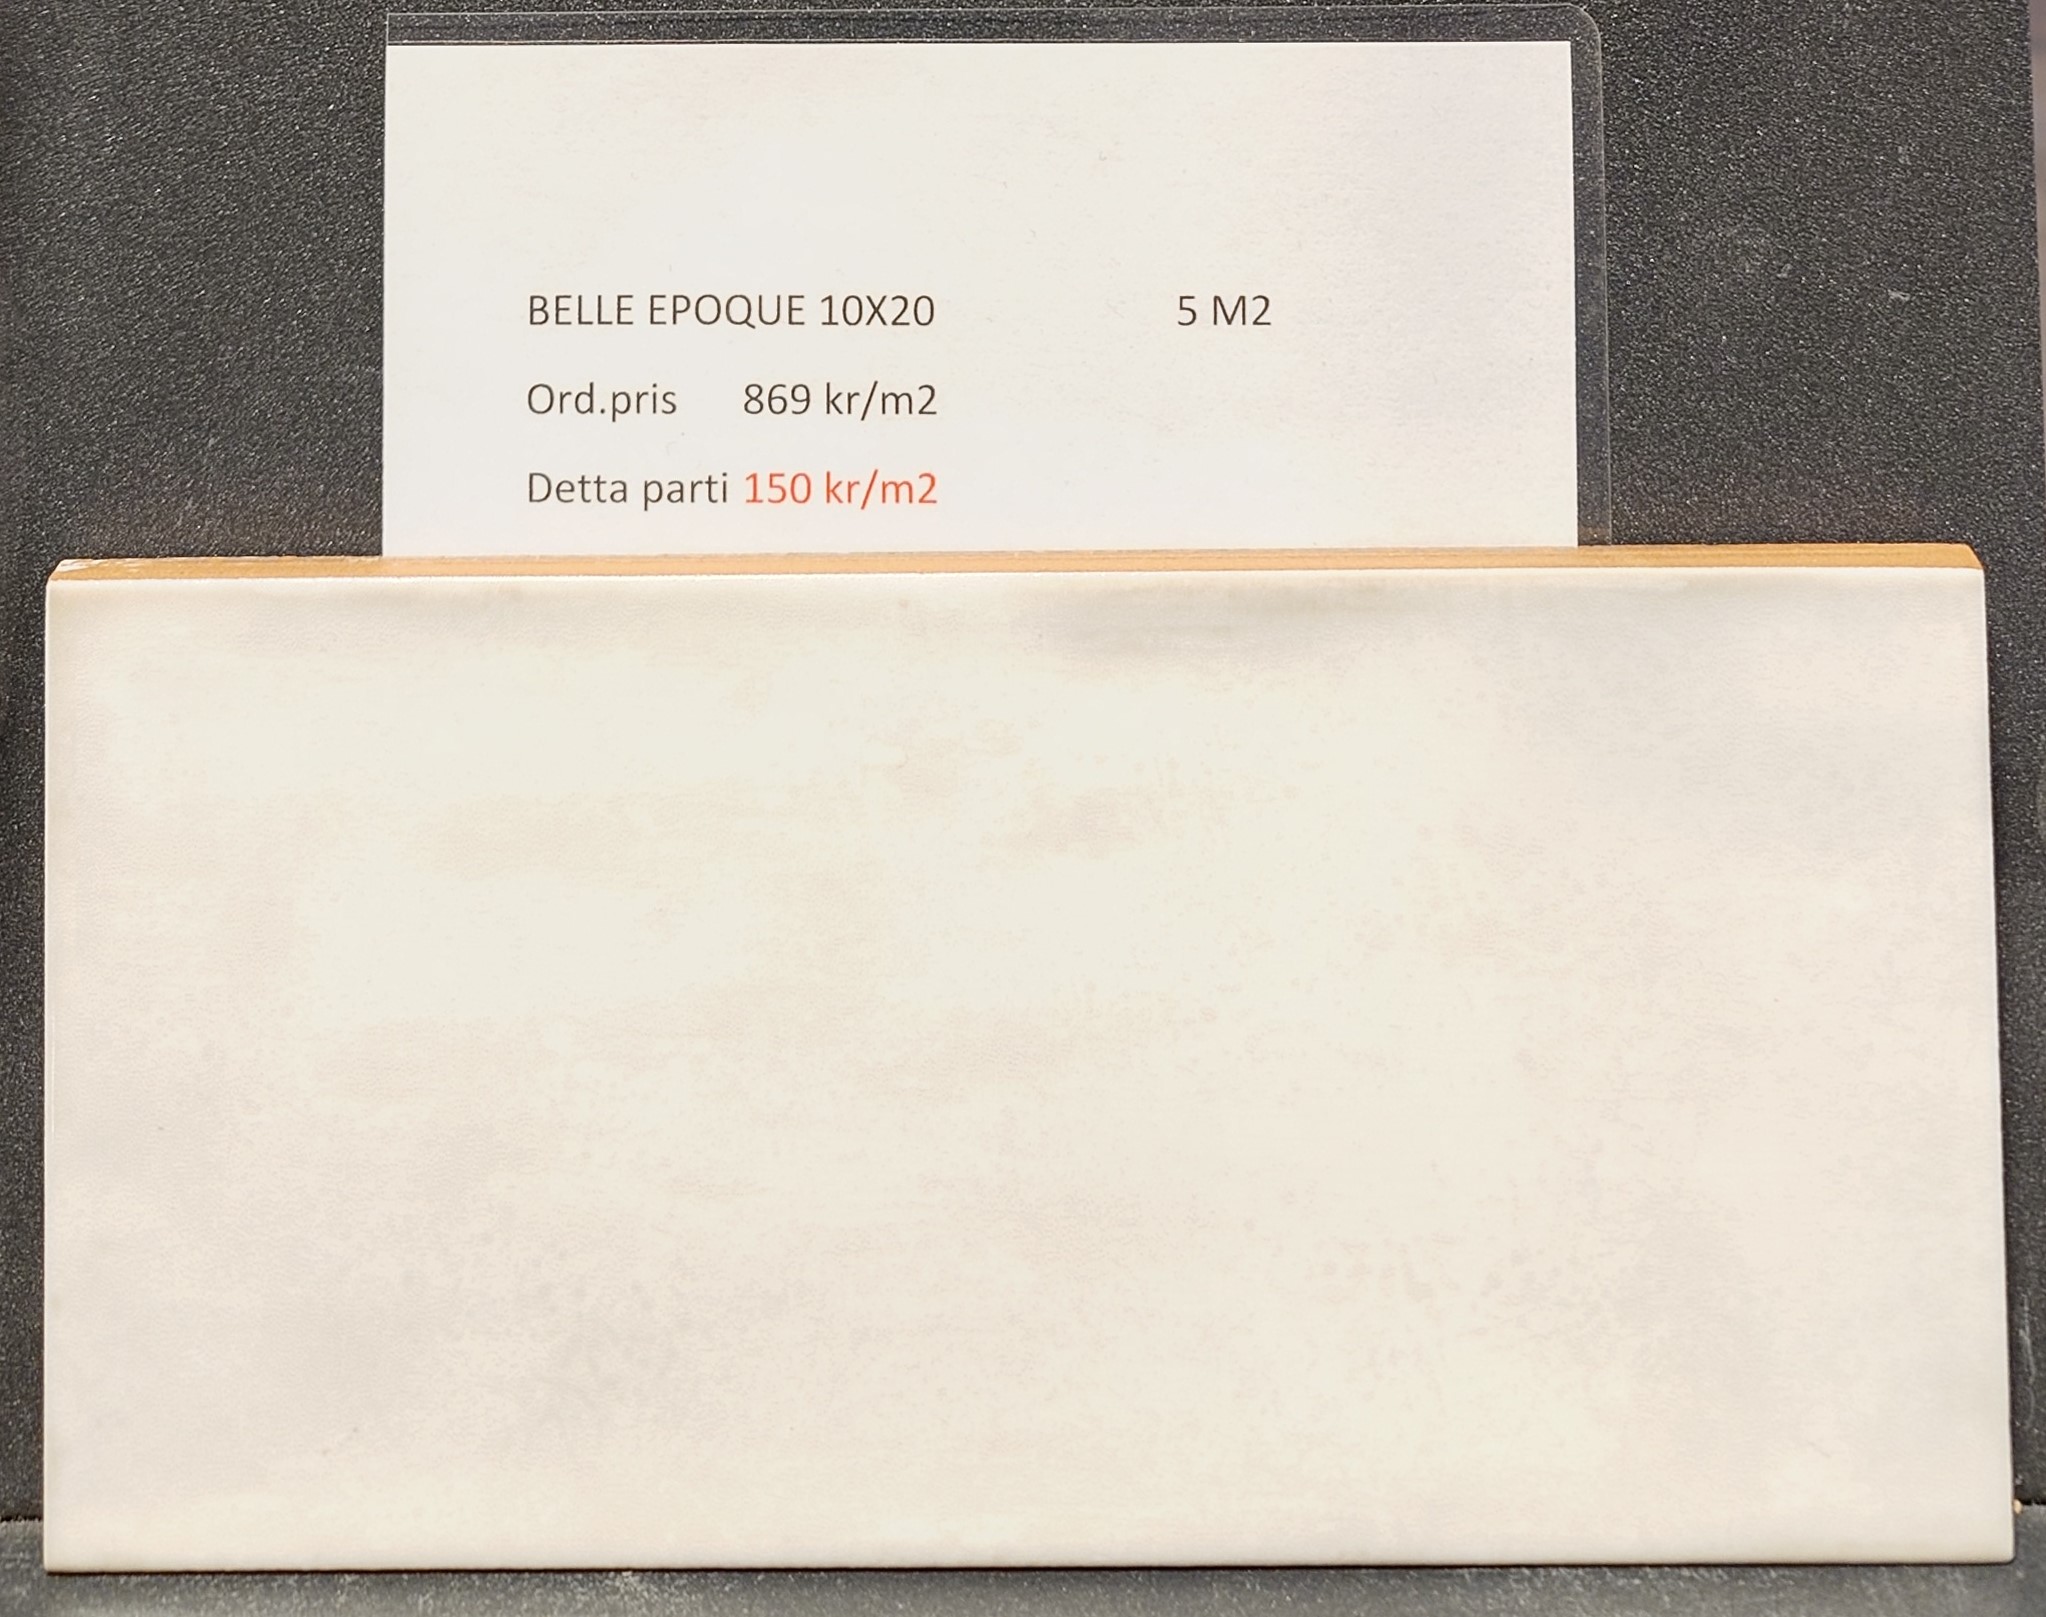 BELLE EPOQUE 10X20 5 M2
Ord.pris 869 kr/m2
Detta parti 150 kr/m2